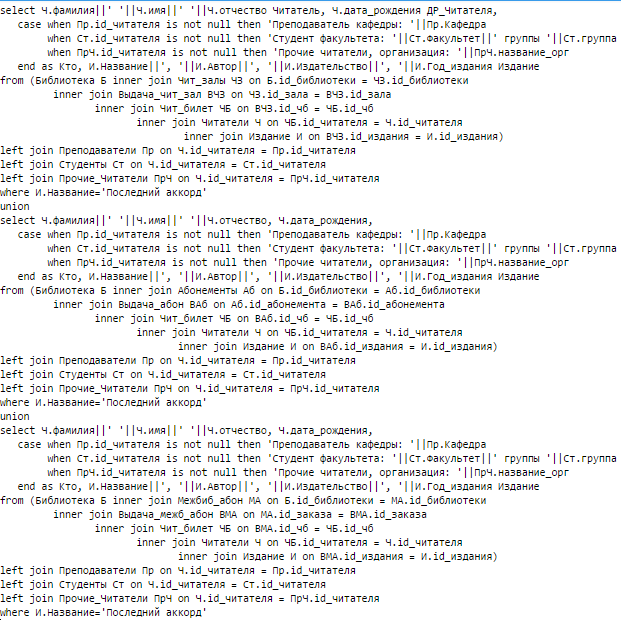 select Ч.фамилия||' '||Ч.имя||' '||Ч.отчество Читатель, Ч.дата_рождения ДР_Читателя,
case when Пр.id_читателя is not null then 'Преподаватель кафедры: '||Пр.Кафедра
when Ст.id_читателя is not null then 'Студент факультета: '||Ст.Факультет||' группы '||Ст.группа
when ПрЧ.id_читателя is not null then 'Прочие читатели, организация: '||ПрЧ.название_орг
end as Кто, И.Название||', '||И.Автор||', '||И.Издательство||', '||И.Год_издания Издание
from (Библиотека Б inner join Чит_залы ЧЗ on Б.id_библиотеки = ЧЗ.id_библиотеки
inner join Выдача_чит_зал ВЧЗ on ЧЗ.id_зала = ВЧЗ.id_зала
inner join Чит_билет ЧБ on ВЧЗ.id_чб = ЧБ.id_чб
inner join Читатели Ч on ЧБ.id_читателя = Ч.id_читателя
inner join Издание И on ВЧЗ.id_издания = И.id_издания)
left join Преподаватели Пр on Ч.id_читателя = Пр.id_читателя
left join Студенты Ст on Ч.id_читателя = Ст.id_читателя
left join Прочие_Читатели ПрЧ on Ч.id_читателя = ПрЧ.id_читателя
where И.Название='Последний аккорд'
union
select Ч.фамилия||' '||Ч.имя||' '||Ч.отчество, Ч.дата_рождения,
case when Пр.id_читателя is not null then 'Преподаватель кафедры: '||Пр.Кафедра
when Ст.id_читателя is not null then 'Студент факультета: '||Ст.Факультет||' группы '||Ст.группа
when ПрЧ.id_читателя is not null then 'Прочие читатели, организация: '||ПрЧ.название_орг
end as Кто, И.Название||', '||И.Автор||', '||И.Издательство||', '||И.Год_издания Издание
from (Библиотека Б inner join Абонементы Аб on Б.id_библиотеки = Аб.id_библиотеки
inner join Выдача_абон ВАб on Аб.id_абонемента = ВАб.id_абонемента
inner join Чит_билет ЧБ on ВАб.id_чб = ЧБ.id_чб
inner join Читатели Ч on ЧБ.id_читателя = Ч.id_читателя
inner join Издание И on ВАб.id_издания = И.id_издания)
left join Преподаватели Пр on Ч.id_читателя = Пр.id_читателя
left join Студенты Ст on Ч.id_читателя = Ст.id_читателя
left join Прочие_Читатели ПрЧ on Ч.id_читателя = ПрЧ.id_читателя
where И.Название='Последний аккорд'
union
select Ч.фамилия||' '||Ч.имя||' '||Ч.отчество, Ч.дата_рождения,
case when Пр.id_читателя is not null then 'Преподаватель кафедры: '||Пр.Кафедра
when Ст.id_читателя is not null then 'Студент факультета: '||Ст.Факультет||' группы '||Ст.группа
when ПрЧ.id_читателя is not null then 'Прочие читатели, организация: '||ПрЧ.название_орг
end as Кто, И.Название||', '||И.Автор||', '||И.Издательство||', '||И.Год_издания Издание
from (Библиотека Б inner join Межбиб_абон МА on Б.id_библиотеки = МА.id_библиотеки
inner join Выдача_межб_абон ВМА on МА.id_заказа = ВМА.id_заказа
inner join Чит_билет ЧБ on ВМА.id_чб = ЧБ.id_чб
inner join Читатели Ч on ЧБ.id_читателя = Ч.id_читателя
inner join Издание И on ВМА.id_издания = И.id_издания)
left join Преподаватели Пр on Ч.id_читателя = Пр.id_читателя
left join Студенты Ст on Ч.id_читателя = Ст.id_читателя
left join Прочие_Читатели ПрЧ on Ч.id_читателя = ПрЧ.id_читателя
where И.Название='Последний аккорд'